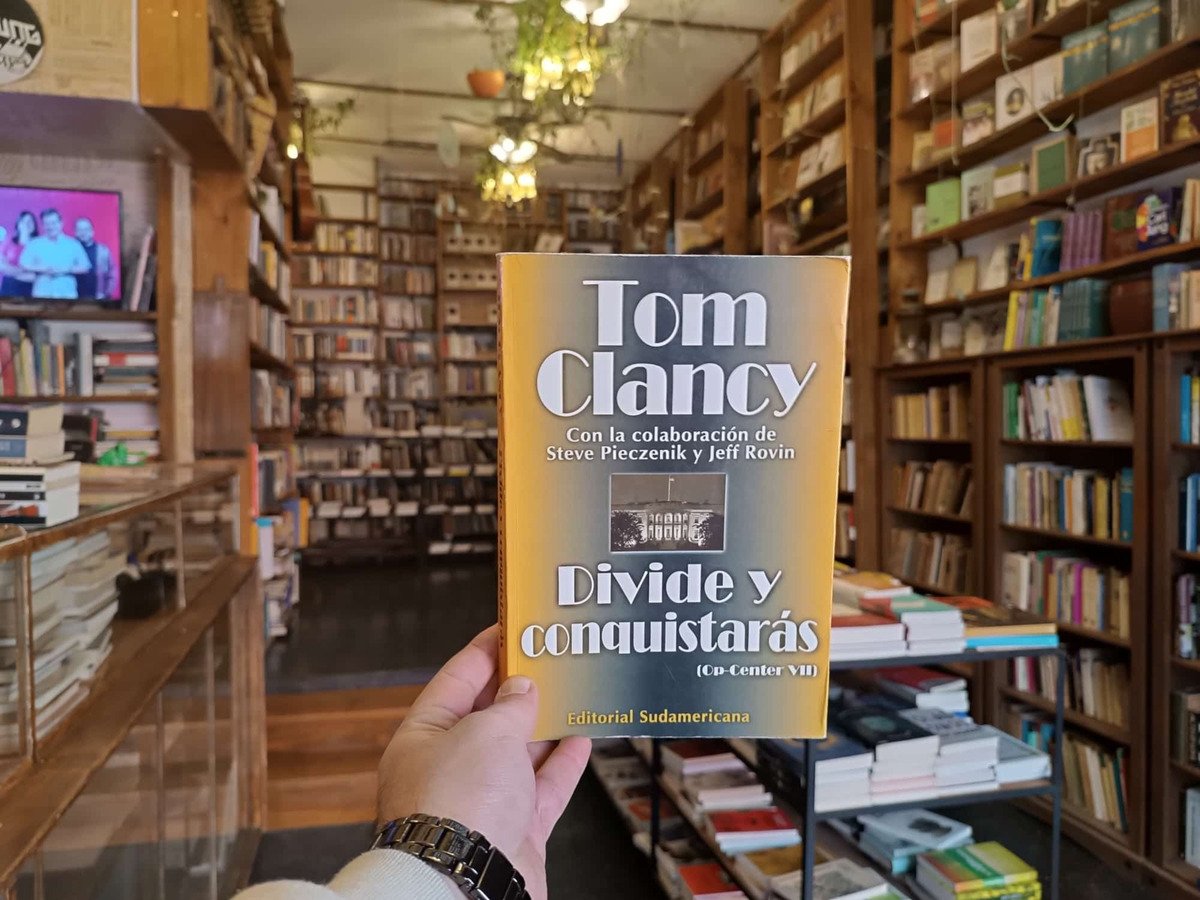 Tom
Clancy
Con la colaboración de
Steve Pieczenik y Jeff Rovin
Divide y
conquistarás
(Op-Center VII)
Editorial Sudamericana